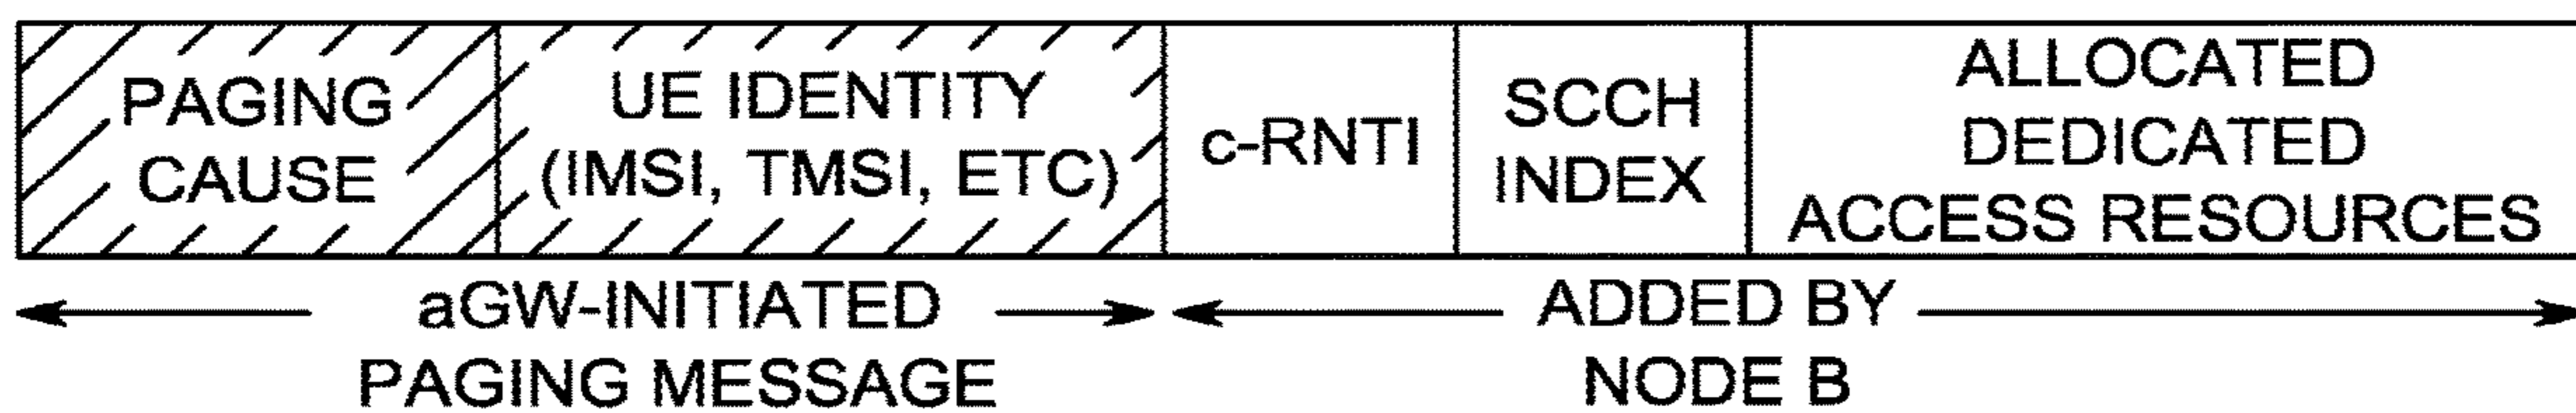 PAGING
CAUSE
UE IDENTITY
(IMSI, TMSI, ETC)
c-RNTI
SCCH
INDEX
ALLOCATED
DEDICATED
ACCESS RESOURCES
aGW-INITIATED
PAGING MESSAGE
ADDED BY
NODE B